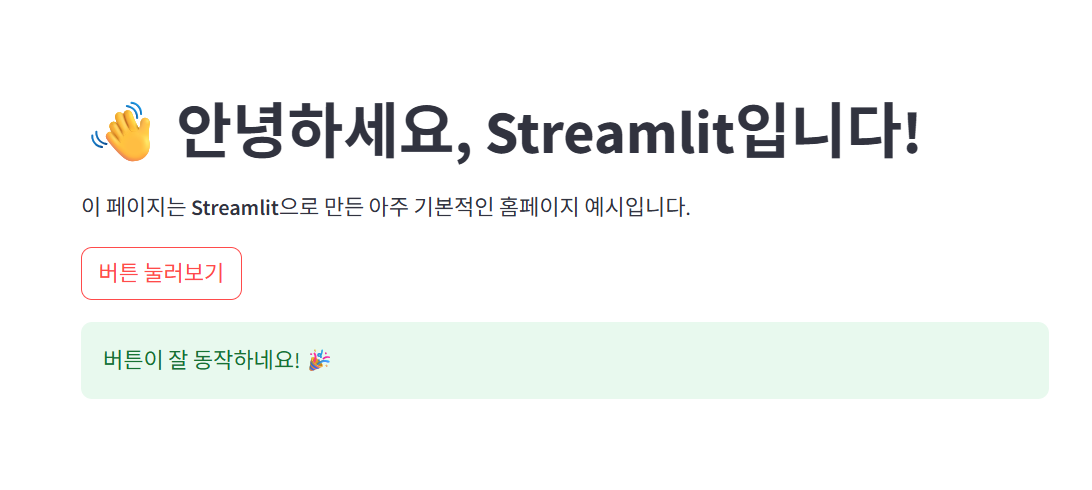 👋 안녕하세요, Streamlit입니다!
이 페이지는 Streamlit으로 만든 아주 기본적인 홈페이지 예시입니다.
버튼 눌러보기
버튼이 잘 동작하네요! 🎉